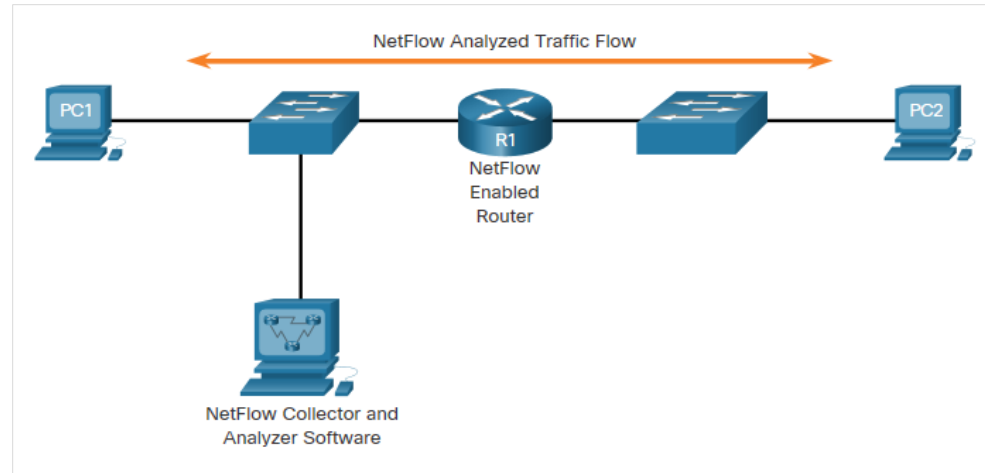 NetFlow Analyzed Traffic Flow
PC1
R1
PC2
NetFlow
Enabled
Router
NetFlow Collector and
Analyzer Software